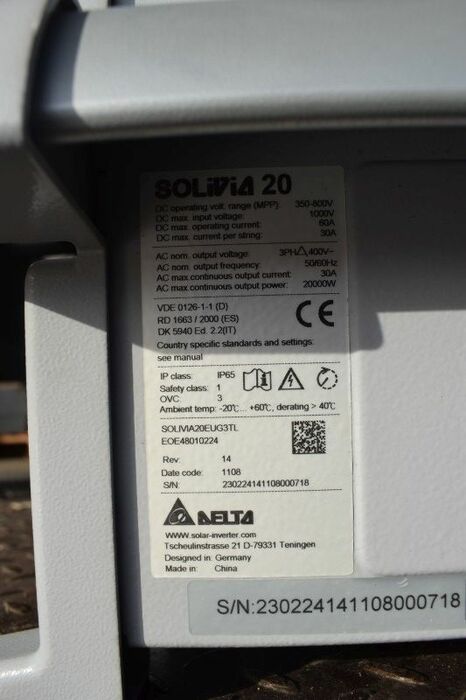 SOLIVIA 20
DC operating volt. range (MPP): 350-800V
DC max. input voltage: 1000V
DC max. operating current: 60A
DC max. current per string: 30A
AC nom. output voltage: 3PH△,400V~
AC nom. output frequency: 50/60Hz
AC max.continuous output current: 30A
AC max.continuous output power: 20000W
VDE 0126-1-1 (D)
RD 1663 / 2000 (ES)
DK 5940 Ed. 2.2(IT)
CE
Country specific standards and settings:
see manual
IP class: IP65
Safety class: 1
OVC: 3
Ambient temp: -20℃ ... +60℃, derating > 40℃
SOLIVIA20EUG3TL
EOE48010224
Rev: 14
Date code: 1108
S/N: 230224141108000718
DELTA
www.solar-inverter.com
Tscheulinstrasse 21 D-79331 Teningen
Designed in: Germany
Made in: China
S/N:230224141108000718